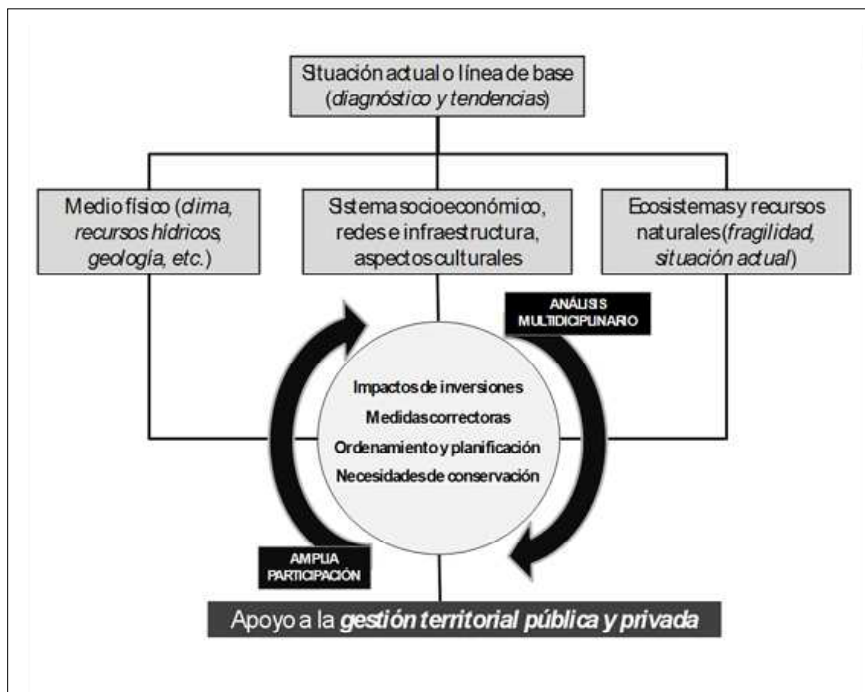 Situación actual o línea de base
(diagnóstico y tendencias)
Medio físico (clima,
recursos hídricos,
geología, etc.)
Sistema socioeconómico,
redes e infraestructura,
aspectos culturales
Ecosistemas y recursos
naturales (fragilidad,
situación actual)
ANÁLISIS
MULTIDICIPLINARIO
Impactos de inversiones
Medidas correctoras
Ordenamiento y planificación
Necesidades de conservación
AMPLIA
PARTICIPACIÓN
Apoyo a la gestión territorial pública y privada